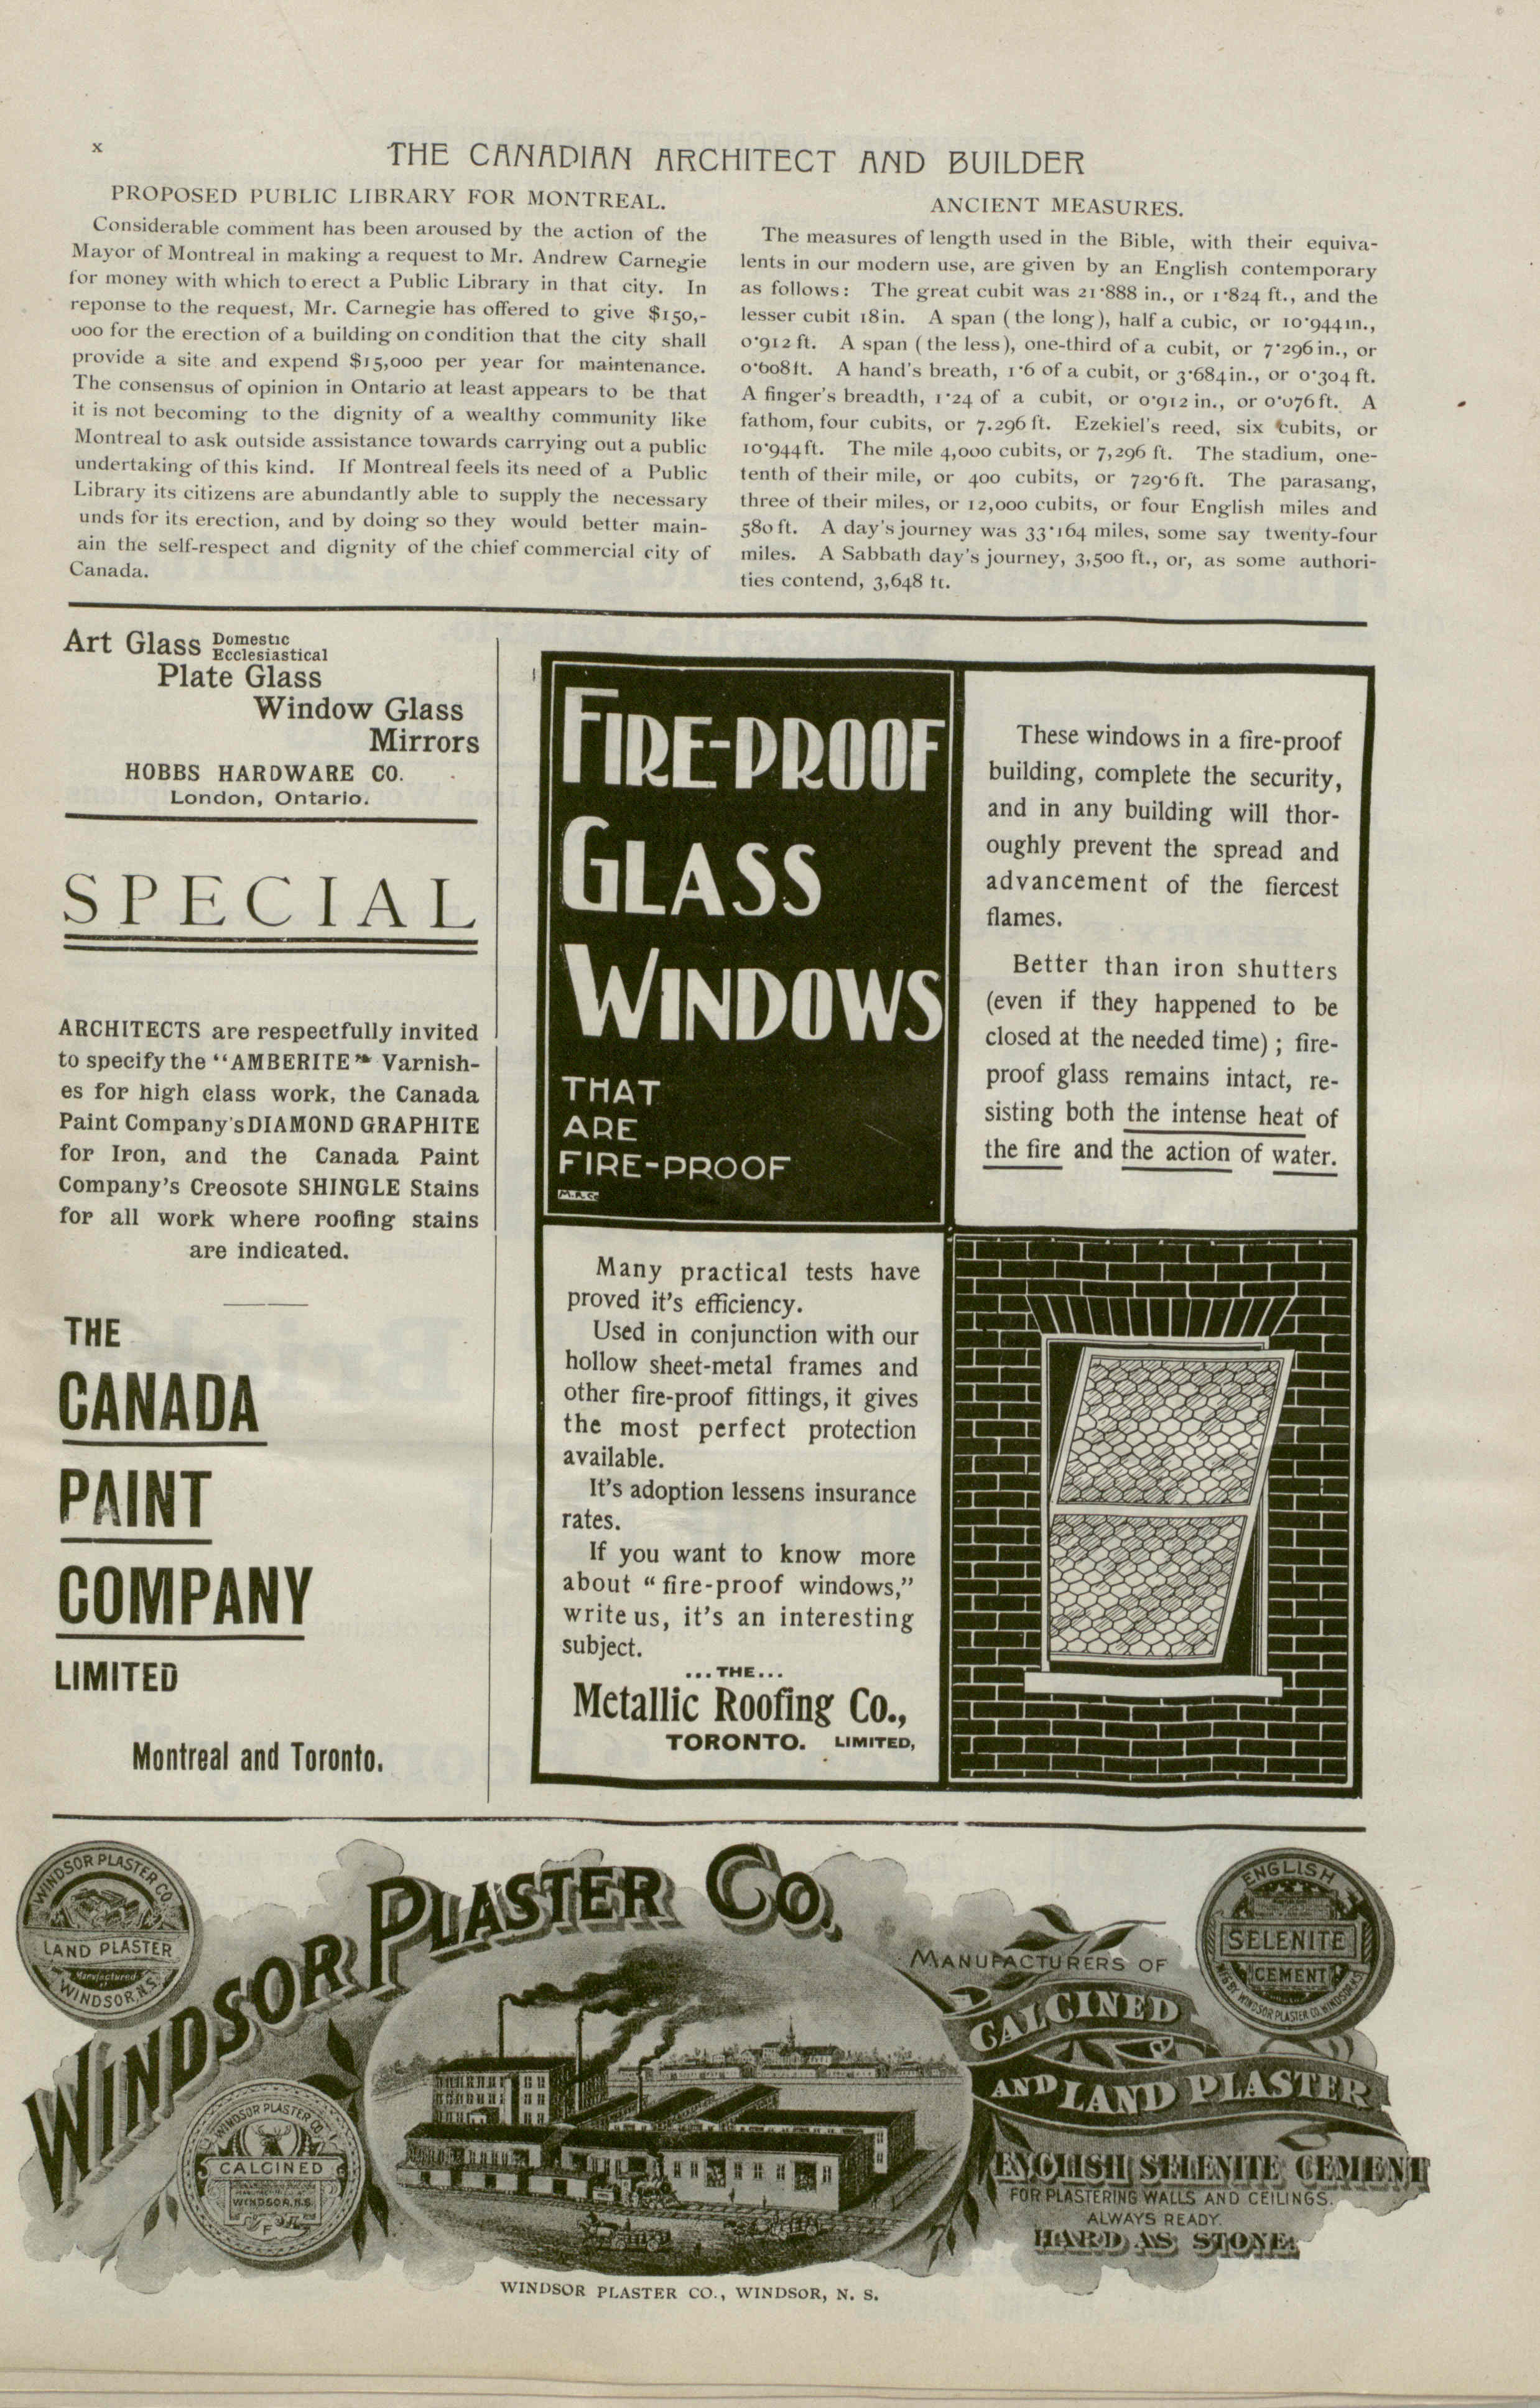 x
THE CANADIAN ARCHITECT AND BUILDER
PROPOSED PUBLIC LIBRARY FOR MONTREAL.
Considerable comment has been aroused by the action of the
Mayor of Montreal in making a request to Mr. Andrew Carnegie
for money with which to erect a Public Library in that city. In
reponse to the request, Mr. Carnegie has offered to give $150,-
000 for the erection of a building on condition that the city shall
provide a site and expend $15,000 per year for maintenance.
The consensus of opinion in Ontario at least appears to be that
it is not becoming to the dignity of a wealthy community like
Montreal to ask outside assistance towards carrying out a public
undertaking of this kind. If Montreal feels its need of a Public
Library its citizens are abundantly able to supply the necessary
unds for its erection, and by doing so they would better main-
ain the self-respect and dignity of the chief commercial city of
Canada.
ANCIENT MEASURES.
The measures of length used in the Bible, with their equiva-
lents in our modern use, are given by an English contemporary
as follows: The great cubit was 21·888 in., or 1·824 ft., and the
lesser cubit 18in. A span (the long), half a cubic, or 10·944in.,
0·912 ft. A span (the less), one-third of a cubit, or 7·296in., or
0·608ft. A hand's breath, 1·6 of a cubit, or 3·684in., or 0·304 ft.
A finger's breadth, 1·24 of a cubit, or 0·912 in., or 0·076ft. A
fathom, four cubits, or 7.296 ft. Ezekiel's reed, six cubits, or
10·944ft. The mile 4,000 cubits, or 7,296 ft. The stadium, one-
tenth of their mile, or 400 cubits, or 729·6 ft. The parasang,
three of their miles, or 12,000 cubits, or four English miles and
580 ft. A day's journey was 33·164 miles, some say twenty-four
miles. A Sabbath day's journey, 3,500 ft., or, as some authori-
ties contend, 3,648 ft.
Art Glass Domestic
Ecclesiastical
Plate Glass
Window Glass
Mirrors
HOBBS HARDWARE CO.
London, Ontario.
SPECIAL
ARCHITECTS are respectfully invited
to specify the "AMBERITE" Varnish-
es for high class work, the Canada
Paint Company's DIAMOND GRAPHITE
for Iron, and the Canada Paint
Company's Creosote SHINGLE Stains
for all work where roofing stains
are indicated.
THE
CANADA
PAINT
COMPANY
LIMITED
Montreal and Toronto.
FIRE-PROOF
GLASS
WINDOWS
THAT
ARE
FIRE-PROOF
M.R.Co
These windows in a fire-proof
building, complete the security,
and in any building will thor-
oughly prevent the spread and
advancement of the fiercest
flames.
Better than iron shutters
(even if they happened to be
closed at the needed time); fire-
proof glass remains intact, re-
sisting both the intense heat of
the fire and the action of water.
Many practical tests have
proved it's efficiency.
Used in conjunction with our
hollow sheet-metal frames and
other fire-proof fittings, it gives
the most perfect protection
available.
It's adoption lessens insurance
rates.
If you want to know more
about "fire-proof windows,"
write us, it's an interesting
subject.
...THE...
Metallic Roofing Co.,
TORONTO. LIMITED,
WINDSOR PLASTER CO.
LAND PLASTER
Manufactured
WINDSOR, N.S.
WINDSOR PLASTER CO.
WINDSOR PLASTER CO.
CALCINED
WINDSOR, N.S.
F
MANUFACTURERS OF
CALCINED
AND LAND PLASTER
ENGLISH
SELENITE
CEMENT
M'F'G BY WINDSOR PLASTER CO. WINDSOR N.S.
ENGLISH SELENITE CEMENT
FOR PLASTERING WALLS AND CEILINGS.
ALWAYS READY.
HARD AS STONE.
WINDSOR PLASTER CO., WINDSOR, N. S.